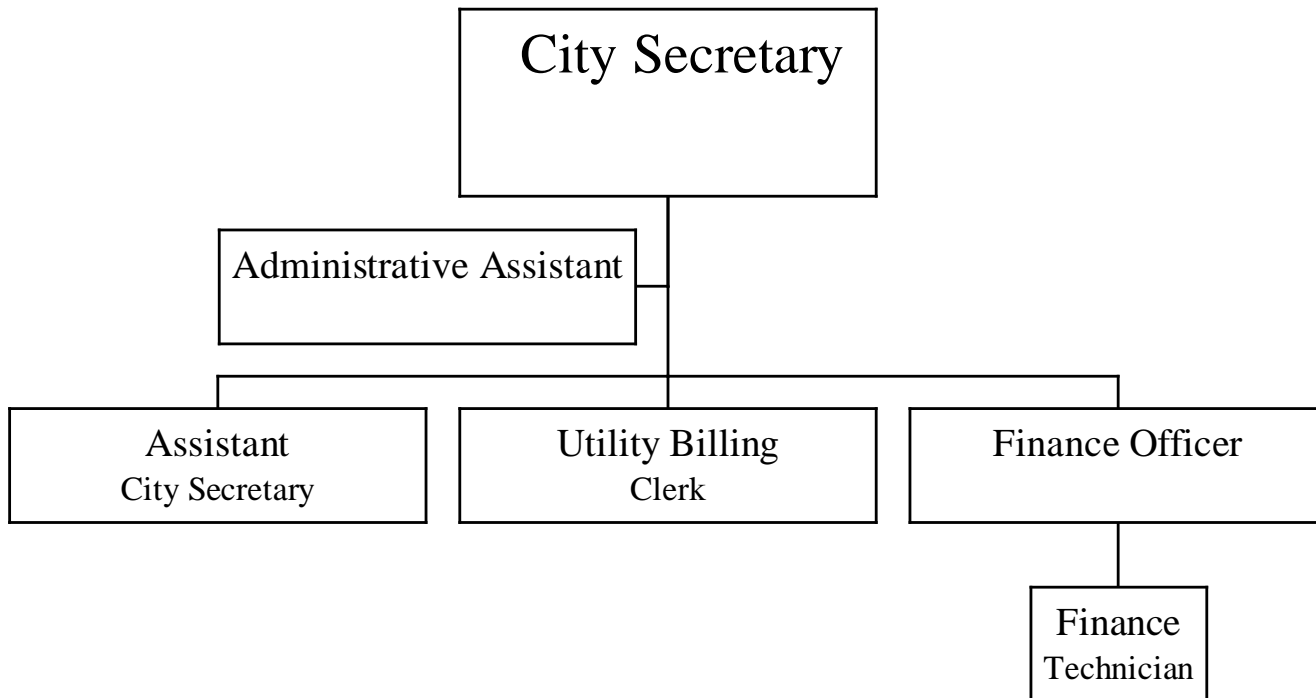 City Secretary
Administrative Assistant
Assistant
City Secretary
Utility Billing
Clerk
Finance Officer
Finance
Technician